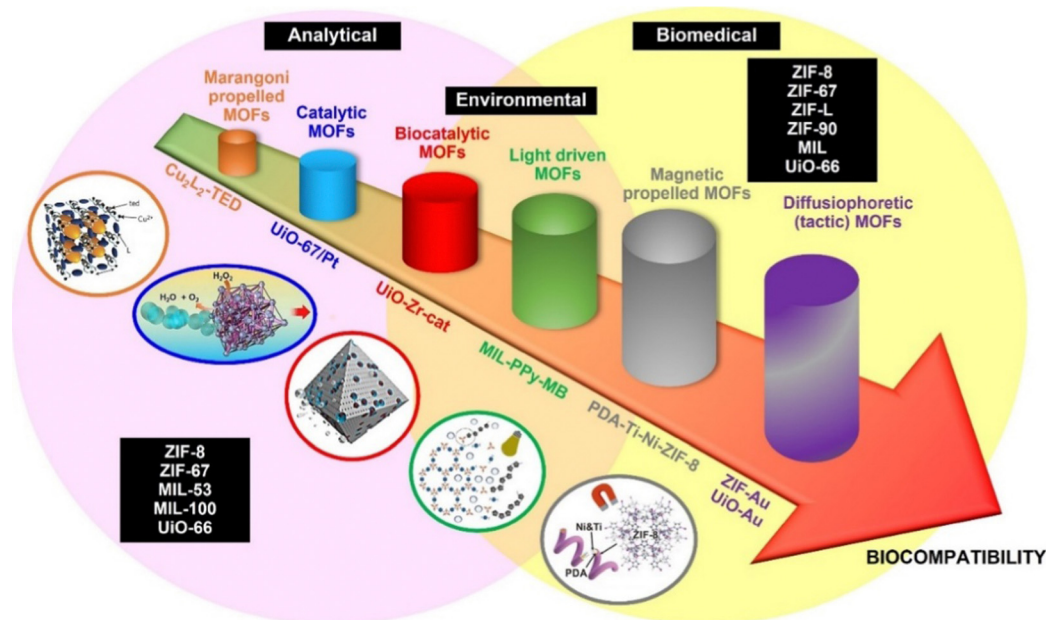 Analytical
Biomedical
Environmental
Marangoni
propelled
MOFs
Catalytic
MOFs
Biocatalytic
MOFs
Light driven
MOFs
Magnetic
propelled MOFs
Diffusiophoretic
(tactic) MOFs
ZIF-8
ZIF-67
ZIF-L
ZIF-90
MIL
UiO-66
Cu₂L₂-TED
UiO-67/Pt
UiO-Zr-cat
MIL-PPy-MB
PDA-Ti-Ni-ZIF-8
ZIF-Au
UiO-Au
ted
Cu²⁺
L
H₂O₂
H₂O + O₂
ZIF-8
ZIF-67
MIL-53
MIL-100
UiO-66
Ni&Ti
ZIF-8
PDA
BIOCOMPATIBILITY